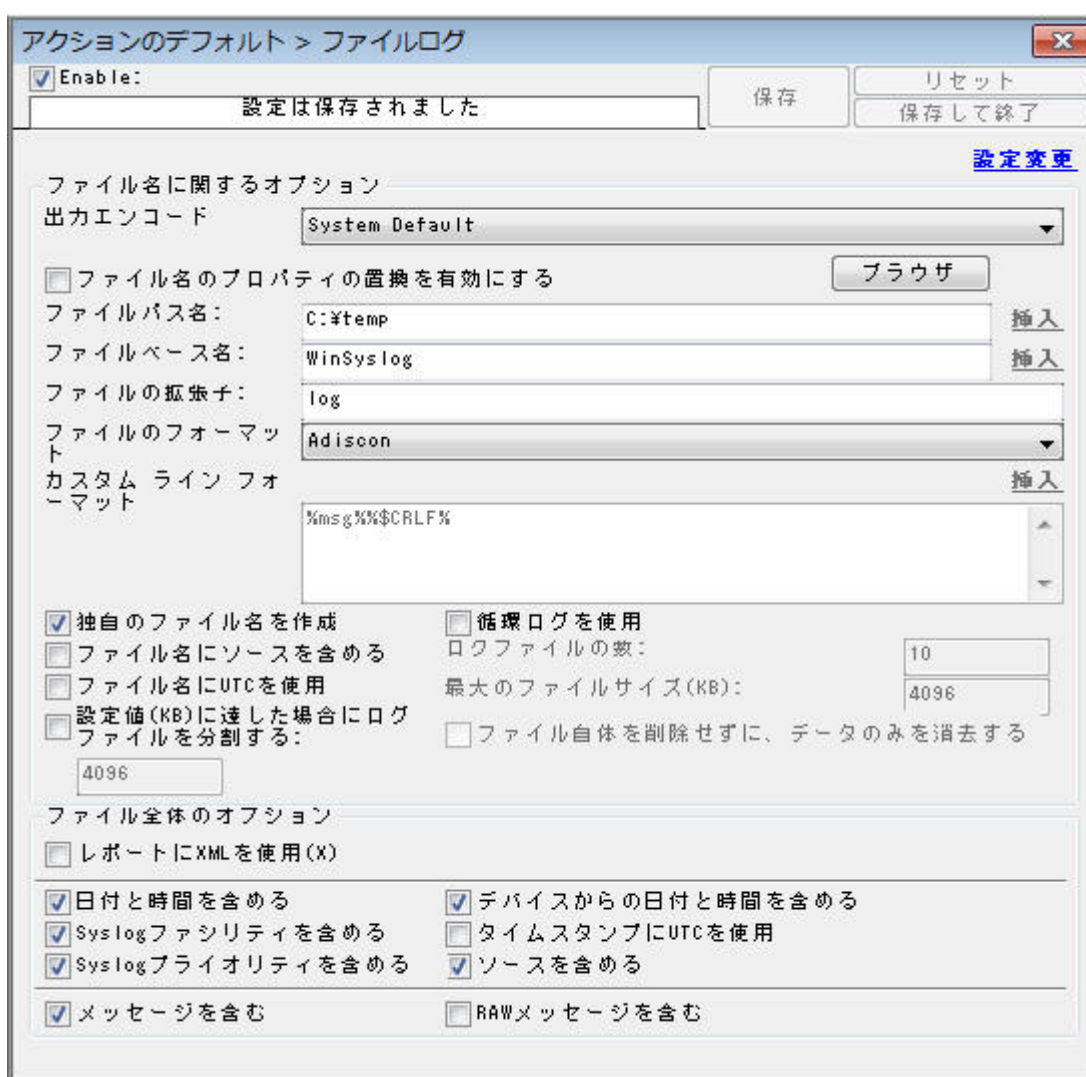 アクションのデフォルト > ファイルログ
Enable:
設定は保存されました
保存
リセット
保存して終了
設定変更
ファイル名に関するオプション
出力エンコード
System Default
ファイル名のプロパティの置換を有効にする
ブラウザ
ファイルパス名:
C:¥temp
挿入
ファイルベース名:
WinSyslog
挿入
ファイルの拡張子:
log
ファイルのフォーマッ
ト
Adiscon
カスタム ライン フォ
ーマット
挿入
%msg%%$CRLF%
独自のファイル名を作成
循環ログを使用
ファイル名にソースを含める
ログファイルの数:
10
ファイル名にUTCを使用
最大のファイルサイズ(KB):
4096
設定値(KB)に達した場合にログ
ファイルを分割する:
ファイル自体を削除せずに、データのみを消去する
4096
ファイル全体のオプション
レポートにXMLを使用(X)
日付と時間を含める
デバイスからの日付と時間を含める
Syslogファシリティを含める
タイムスタンプにUTCを使用
Syslogプライオリティを含める
ソースを含める
メッセージを含む
RAWメッセージを含む